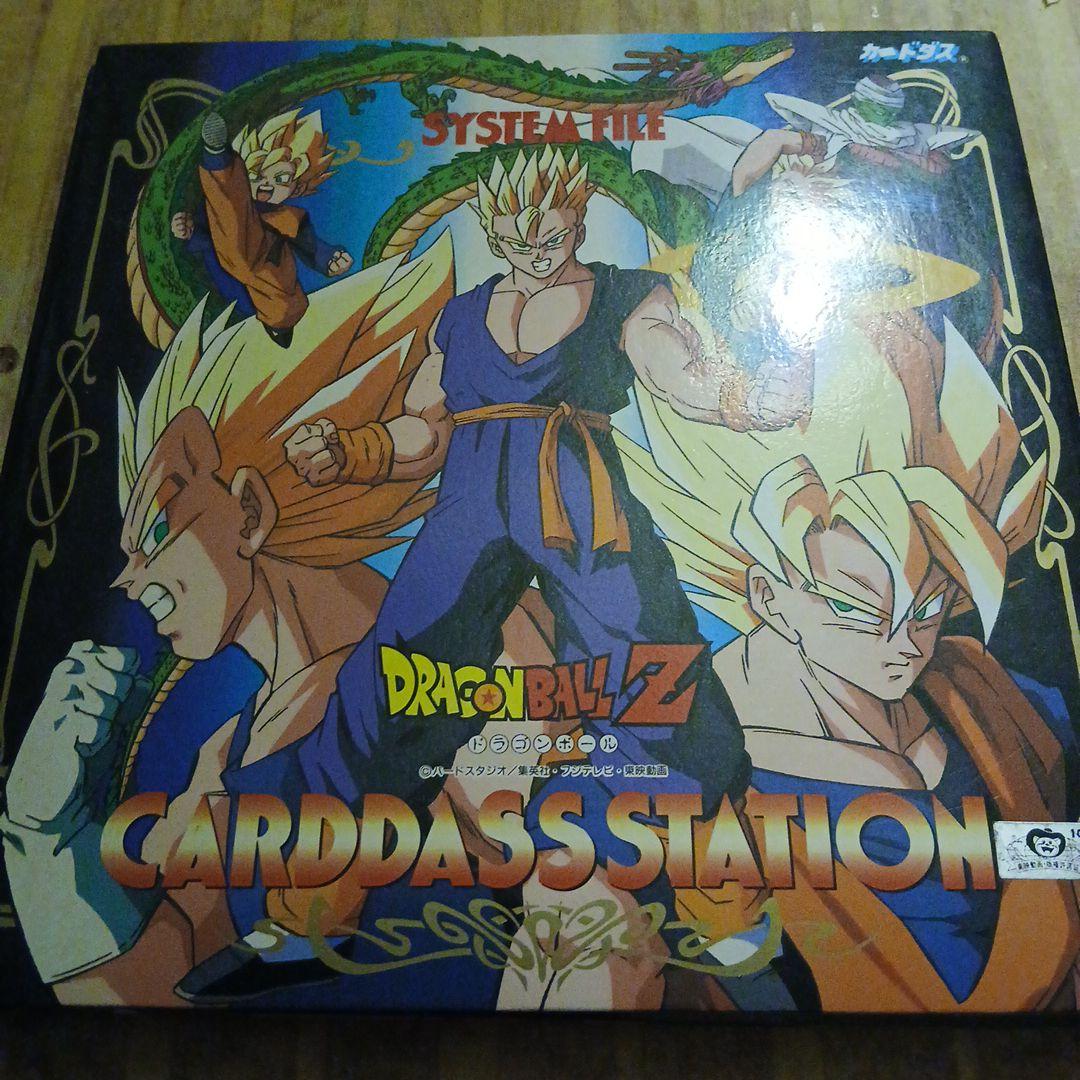 カードダス®
SYSTEM FILE
DRAGON BALL Z
ドラゴンボール
©バードスタジオ/集英社・フジテレビ・東映動画
CARDDASS STATION
10